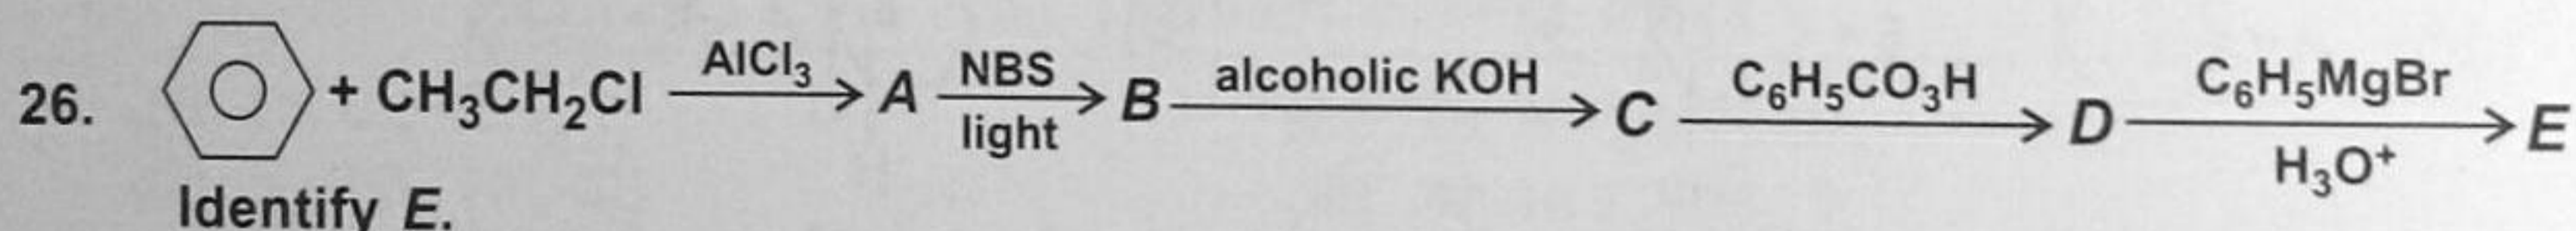 26. + CH₃CH₂Cl AlCl₃ A NBS light B alcoholic KOH C C₆H₅CO₃H D C₆H₅MgBr H₃O⁺ E
Identify E.